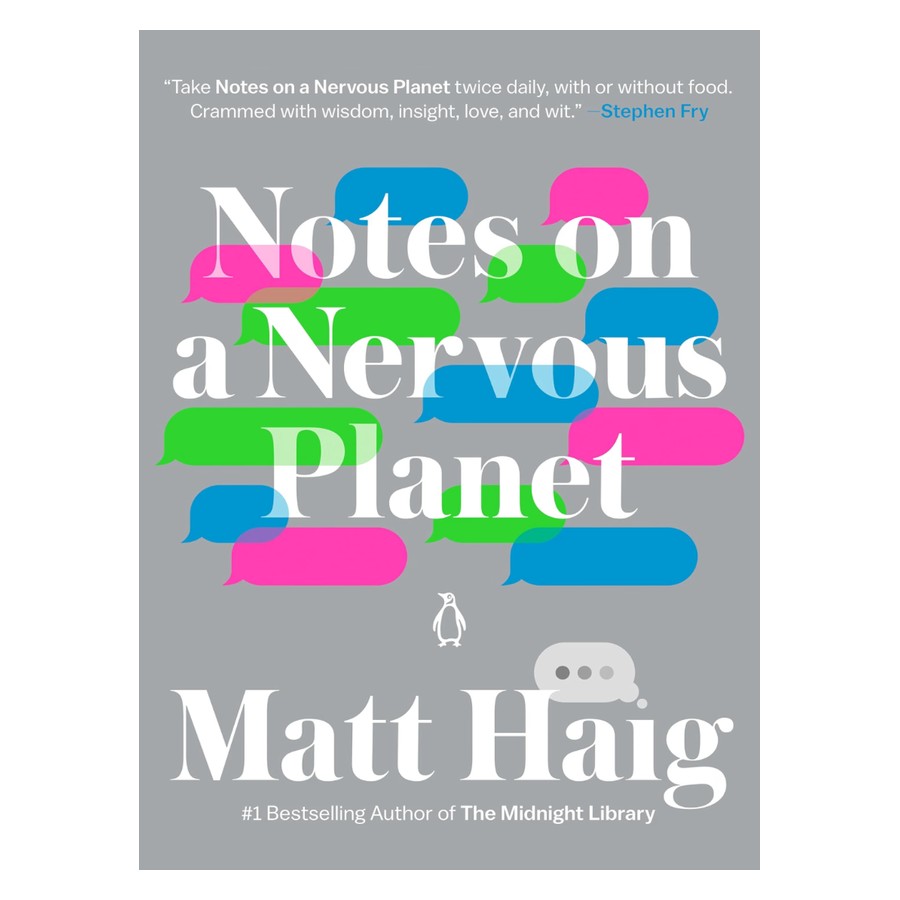 “Take Notes on a Nervous Planet twice daily, with or without food.
Crammed with wisdom, insight, love, and wit.” —Stephen Fry
Notes on
a Nervous
Planet
Matt Haig
#1 Bestselling Author of The Midnight Library